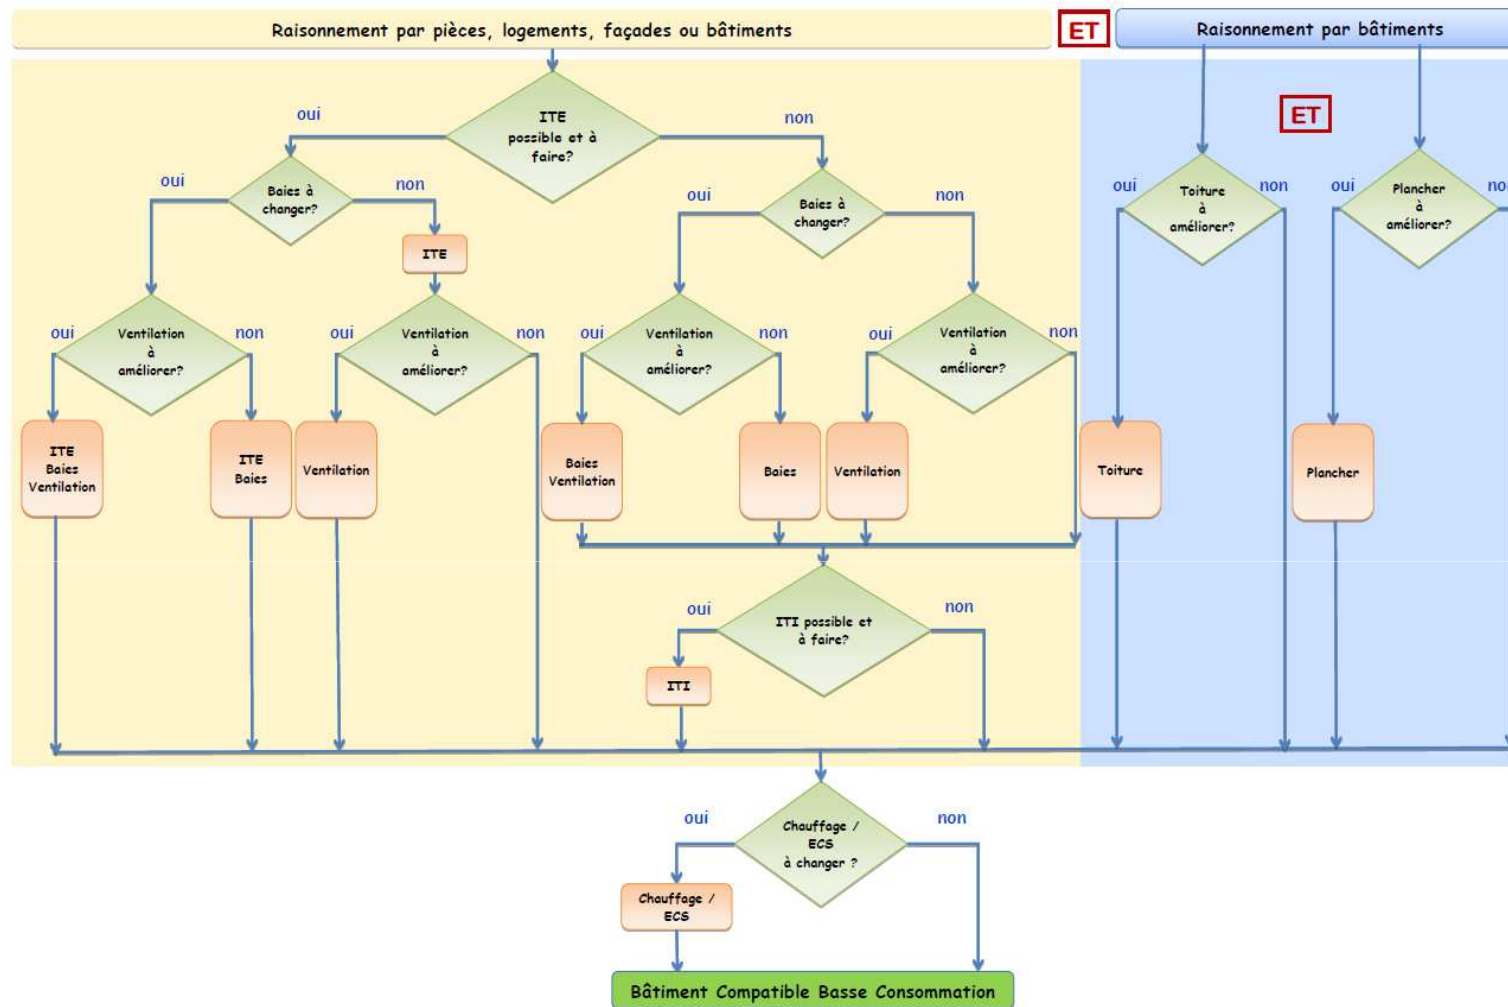 Raisonnement par pièces, logements, façades ou bâtiments
ET
Raisonnement par bâtiments
ET
ITE
possible et à
faire?
oui
non
Baies à
changer?
oui
non
ITE
Baies à
changer?
oui
non
Toiture
à
améliorer?
oui
non
Plancher
à
améliorer?
oui
non
Ventilation
à
améliorer?
oui
non
Ventilation
à
améliorer?
oui
non
Ventilation
à
améliorer?
oui
non
Ventilation
à
améliorer?
oui
non
ITE
Baies
Ventilation
ITE
Baies
Ventilation
Baies
Ventilation
Baies
Ventilation
Toiture
Plancher
ITI possible et
à faire?
oui
non
ITI
Chauffage /
ECS
à changer ?
oui
non
Chauffage /
ECS
Bâtiment Compatible Basse Consommation